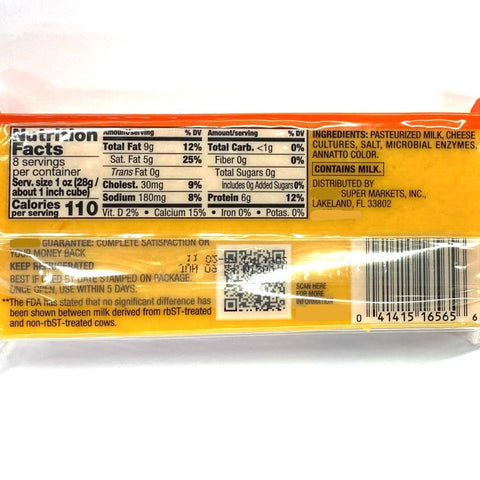 Nutrition
Facts
8 servings
per container
Serv. size 1 oz (28g/
about 1 inch cube)
Calories
per serving 110
Amount/serving % DV
Total Fat 9g 12%
Sat. Fat 5g 25%
Trans Fat 0g
Cholest. 30mg 9%
Sodium 180mg 8%
Amount/serving % DV
Total Carb. <1g 0%
Fiber 0g 0%
Total Sugars 0g
Includes 0g Added Sugars 0%
Protein 6g 12%
Vit. D 2% • Calcium 15% • Iron 0% • Potas. 0%
INGREDIENTS: PASTEURIZED MILK, CHEESE
CULTURES, SALT, MICROBIAL ENZYMES,
ANNATTO COLOR.
CONTAINS MILK.
DISTRIBUTED BY
SUPER MARKETS, INC.,
LAKELAND, FL 33802
GUARANTEE: COMPLETE SATISFACTION OR
YOUR MONEY BACK
KEEP REFRIGERATED
BEST IF USED BY DATE STAMPED ON PACKAGE
ONCE OPEN, USE WITHIN 5 DAYS.
**The FDA has stated that no significant difference has
been shown between milk derived from rbST-treated
and non-rbST-treated cows.
SCAN HERE
FOR MORE
INFORMATION
0 41415 16565 6